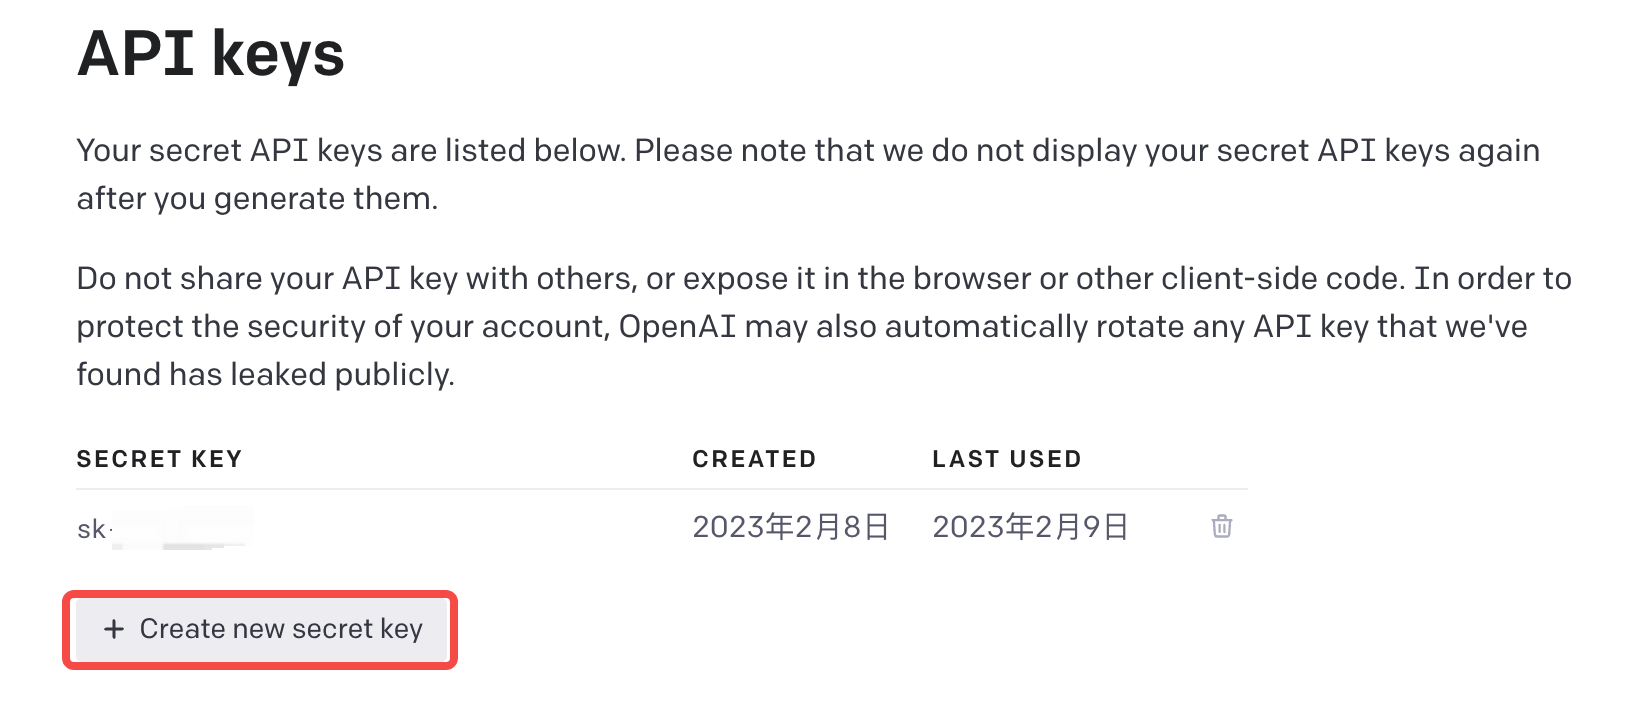 API keys
Your secret API keys are listed below. Please note that we do not display your secret API keys again
after you generate them.
Do not share your API key with others, or expose it in the browser or other client-side code. In order to
protect the security of your account, OpenAI may also automatically rotate any API key that we've
found has leaked publicly.
SECRET KEY CREATED LAST USED
sk- 2023年2月8日 2023年2月9日
+ Create new secret key